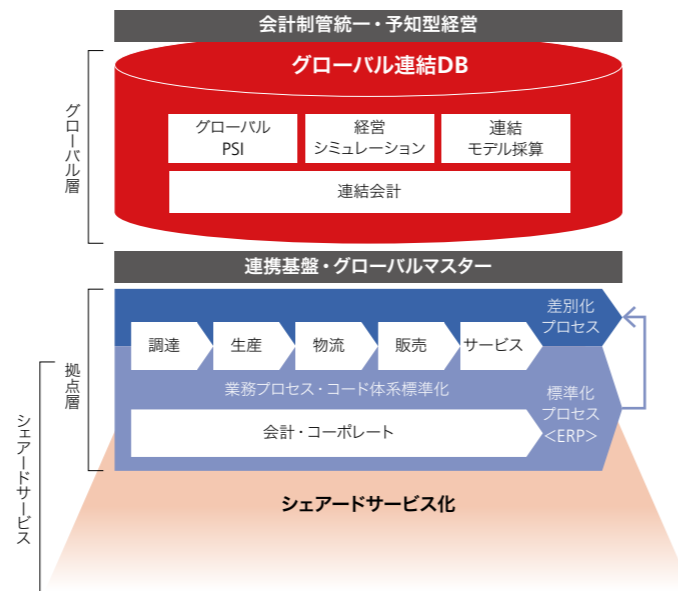 会計制管統一・予知型経営
グローバル連結DB
グローバル層
グローバル
PSI
経営
シミュレーション
連結
モデル採算
連結会計
連携基盤・グローバルマスター
差別化
プロセス
調達
生産
物流
販売
サービス
拠点層
業務プロセス・コード体系標準化
標準化
プロセス
<ERP>
会計・コーポレート
シェアードサービス
シェアードサービス化